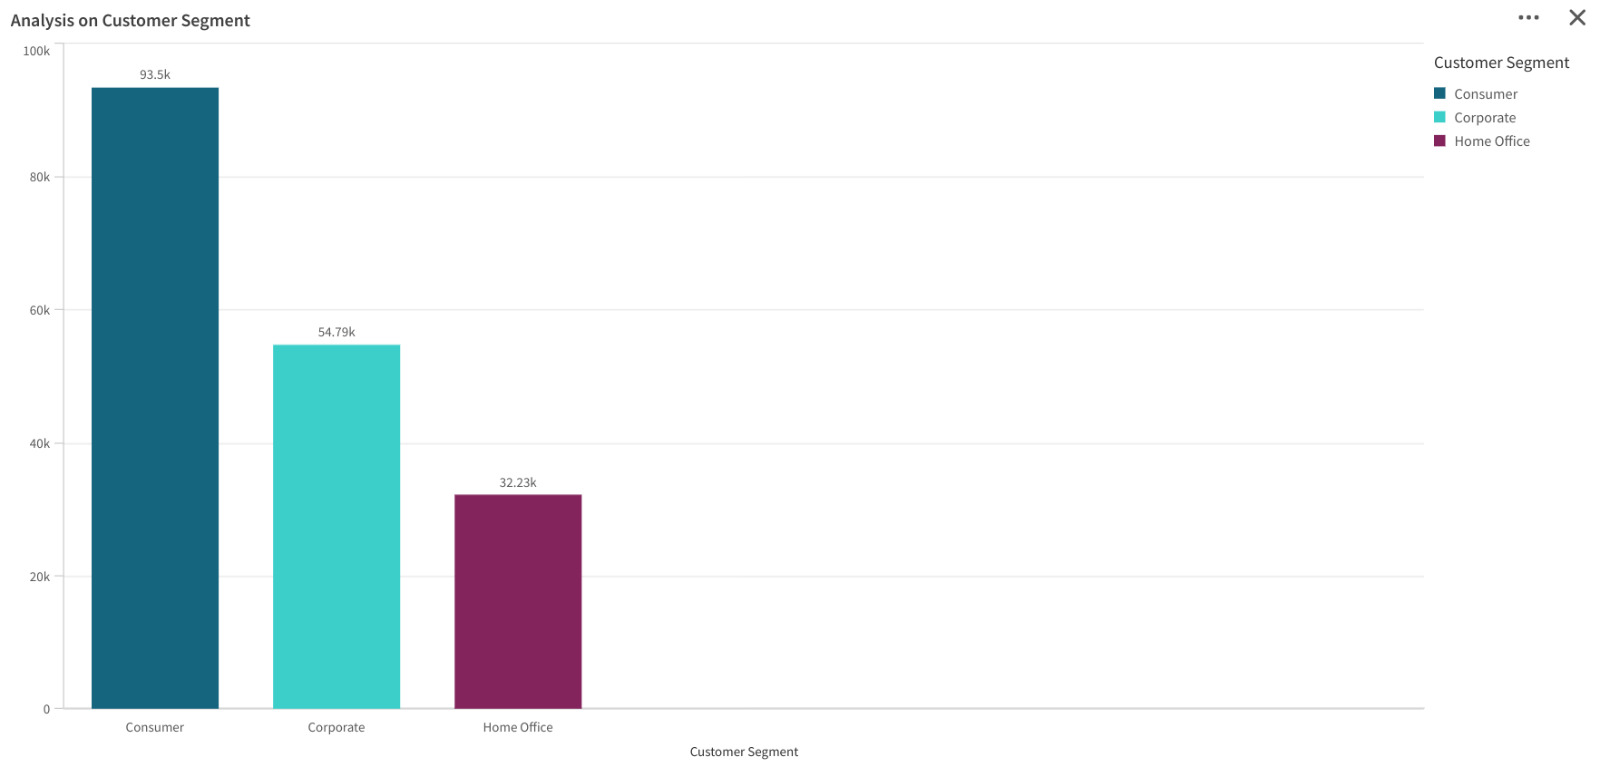 Analysis on Customer Segment
100k
80k
60k
40k
20k
0
93.5k
54.79k
32.23k
Consumer
Corporate
Home Office
Customer Segment
Customer Segment
Consumer
Corporate
Home Office